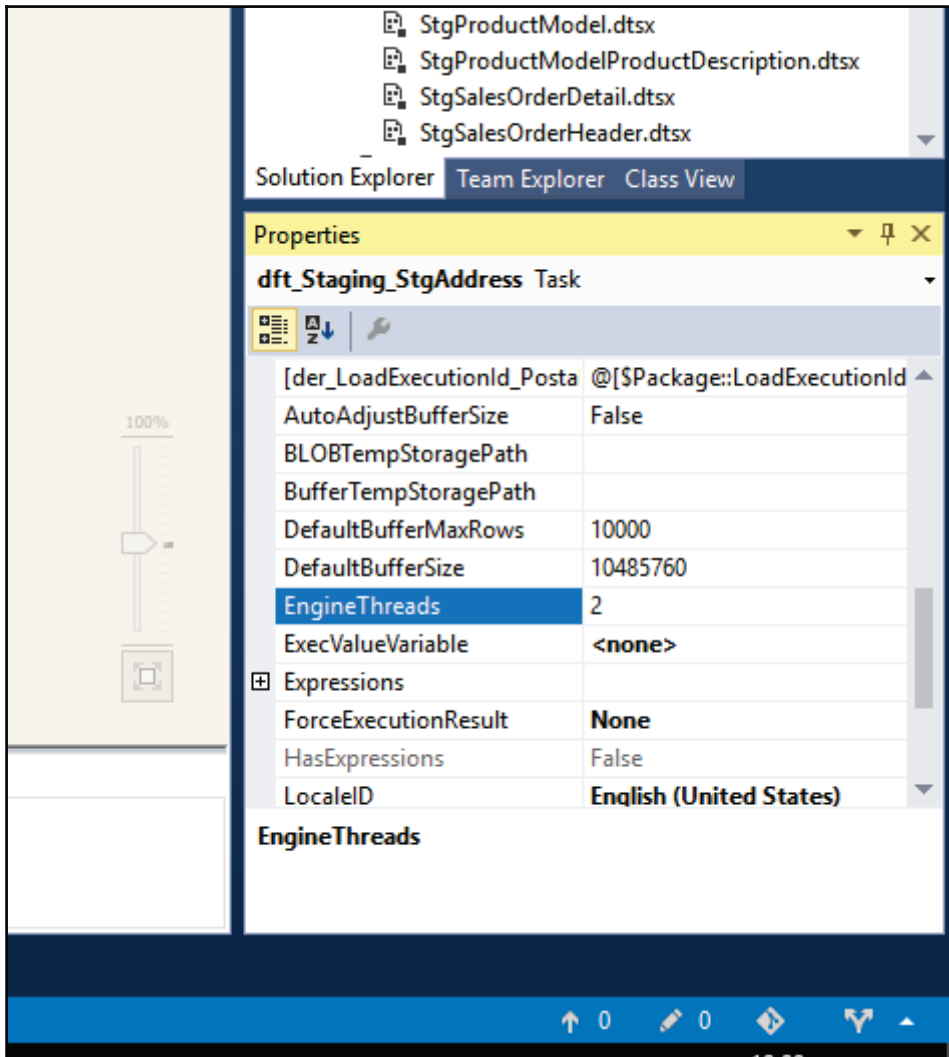 StgProductModel.dtsx
StgProductModelProductDescription.dtsx
StgSalesOrderDetail.dtsx
StgSalesOrderHeader.dtsx
Solution Explorer Team Explorer Class View
Properties
dft_Staging_StgAddress Task
[der_LoadExecutionId_Posta @[$Package::LoadExecutionId
AutoAdjustBufferSize False
100%
BLOBTempStoragePath
BufferTempStoragePath
DefaultBufferMaxRows 10000
DefaultBufferSize 10485760
EngineThreads 2
ExecValueVariable <none>
Expressions
ForceExecutionResult None
HasExpressions False
LocaleID English (United States)
EngineThreads
0 0